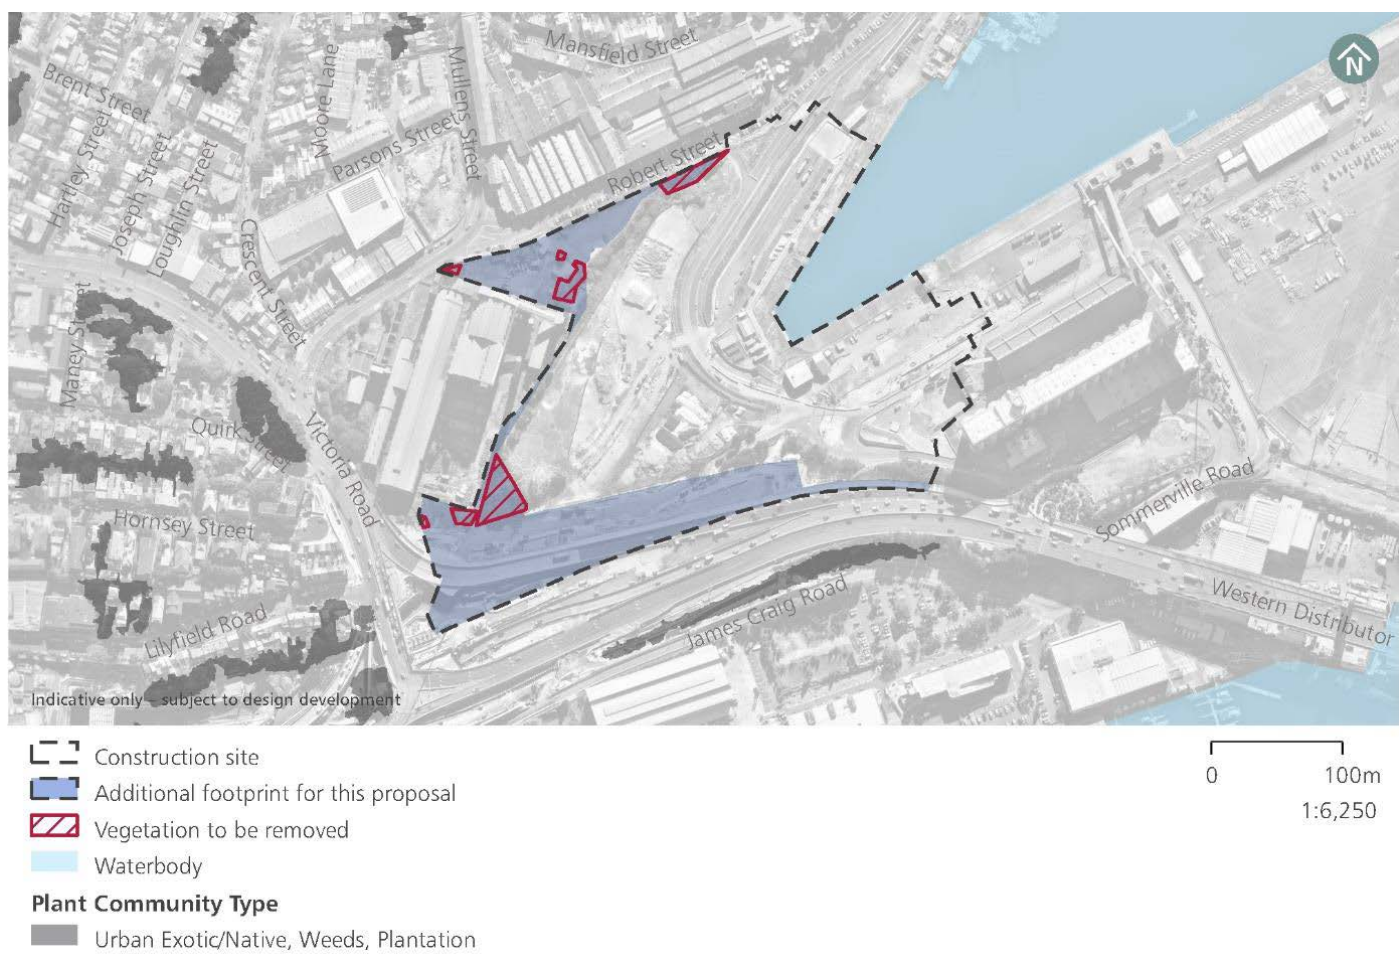 Mansfield Street
N
Brent Street
Moore Lane
Mullens Street
Hartley Street
Joseph Street
Loughlin Street
Parsons Street
Robert Street
Crescent Street
Maney Street
Quirk Street
Victoria Road
Hornsey Street
Sommerville Road
Lilyfield Road
James Craig Road
Western Distributor
Indicative only – subject to design development
Construction site
0 100m
Additional footprint for this proposal
1:6,250
Vegetation to be removed
Waterbody
Plant Community Type
Urban Exotic/Native, Weeds, Plantation